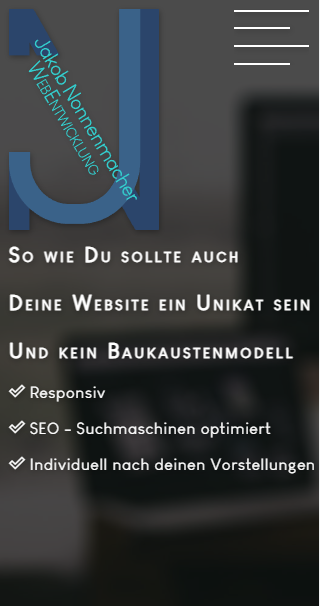 Jakob Nonnenmacher
WebEntwicklung
So wie Du sollte auch
Deine Website ein Unikat sein
Und kein Baukaustenmodell
Responsiv
SEO - Suchmaschinen optimiert
Individuell nach deinen Vorstellungen